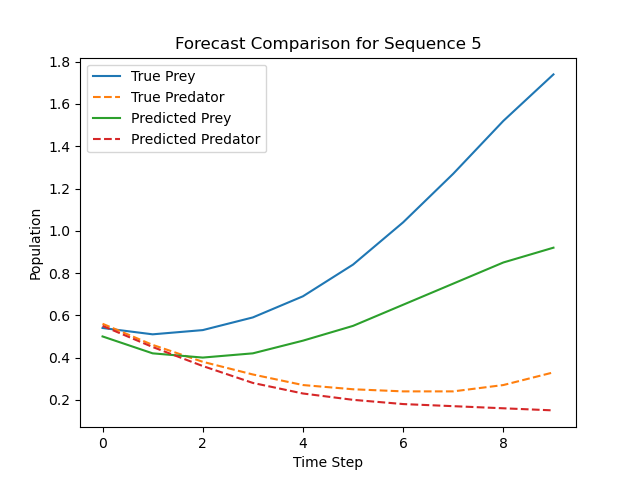 Forecast Comparison for Sequence 5
True Prey
True Predator
Predicted Prey
Predicted Predator
Population
1.8
1.6
1.4
1.2
1.0
0.8
0.6
0.4
0.2
0 2 4 6 8
Time Step